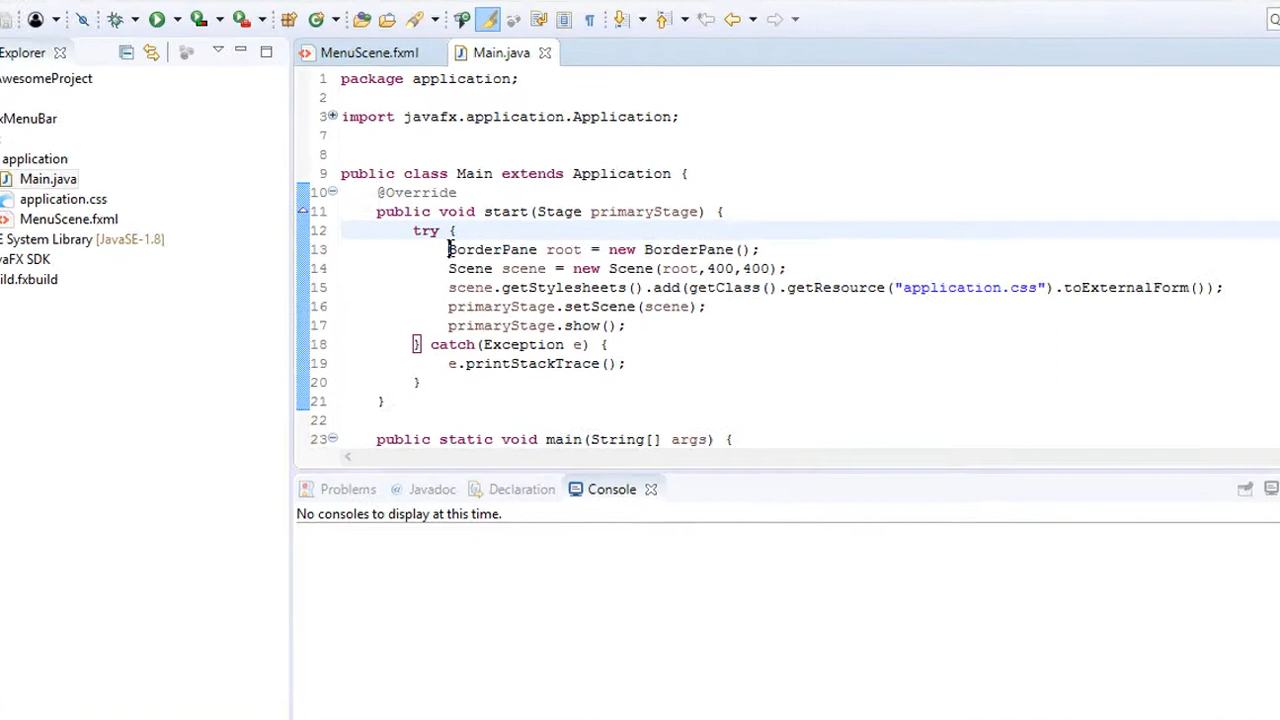 Explorer
AwesomeProject
xMenuBar
application
Main.java
application.css
MenuScene.fxml
E System Library (JavaSE-1.8)
vaFX SDK
ild.fxbuild
MenuScene.fxml
Main.java
1 package application;
2
3 import javafx.application.Application;
7
8
9 public class Main extends Application {
10 @Override
11 public void start(Stage primaryStage) {
12 try {
13 BorderPane root = new BorderPane();
14 Scene scene = new Scene(root,400,400);
15 scene.getStylesheets().add(getClass().getResource("application.css").toExternalForm());
16 primaryStage.setScene(scene);
17 primaryStage.show();
18 } catch(Exception e) {
19 e.printStackTrace();
20 }
21 }
22
23 public static void main(String[] args) {
Problems @ Javadoc Declaration Console
No consoles to display at this time.